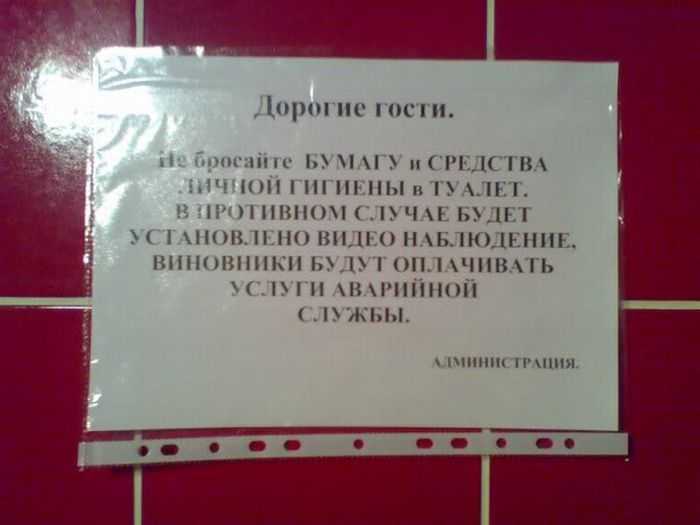 Дорогие гости.
Не бросайте БУМАГУ и СРЕДСТВА
ЛИЧНОЙ ГИГИЕНЫ в ТУАЛЕТ.
В ПРОТИВНОМ СЛУЧАЕ БУДЕТ
УСТАНОВЛЕНО ВИДЕО НАБЛЮДЕНИЕ,
ВИНОВНИКИ БУДУТ ОПЛАЧИВАТЬ
УСЛУГИ АВАРИЙНОЙ
СЛУЖБЫ.
АДМИНИСТРАЦИЯ.